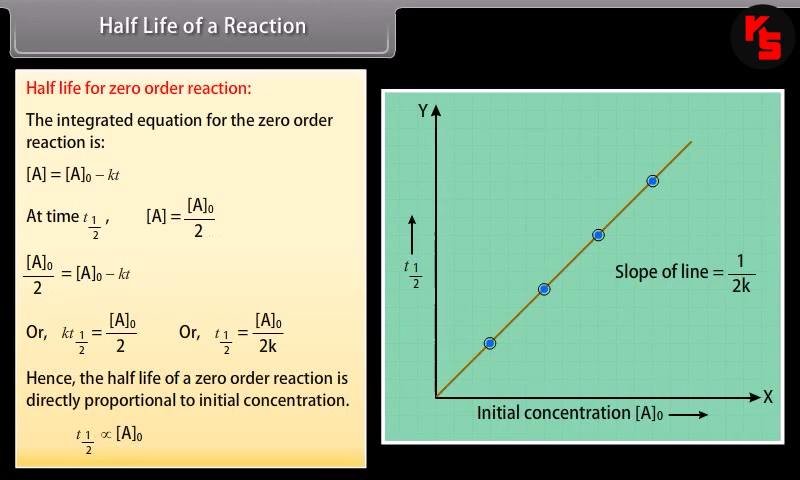 Half Life of a Reaction
KS
Half life for zero order reaction:
The integrated equation for the zero order
reaction is:
[A] = [A]₀ – kt
At time t 1/2 , [A] = [A]₀/2
[A]₀/2 = [A]₀ – kt
Or, kt 1/2 = [A]₀/2 Or, t 1/2 = [A]₀/2k
Hence, the half life of a zero order reaction is
directly proportional to initial concentration.
t 1/2 ∝ [A]₀
Y
t 1/2
Slope of line = 1/2k
X
Initial concentration [A]₀